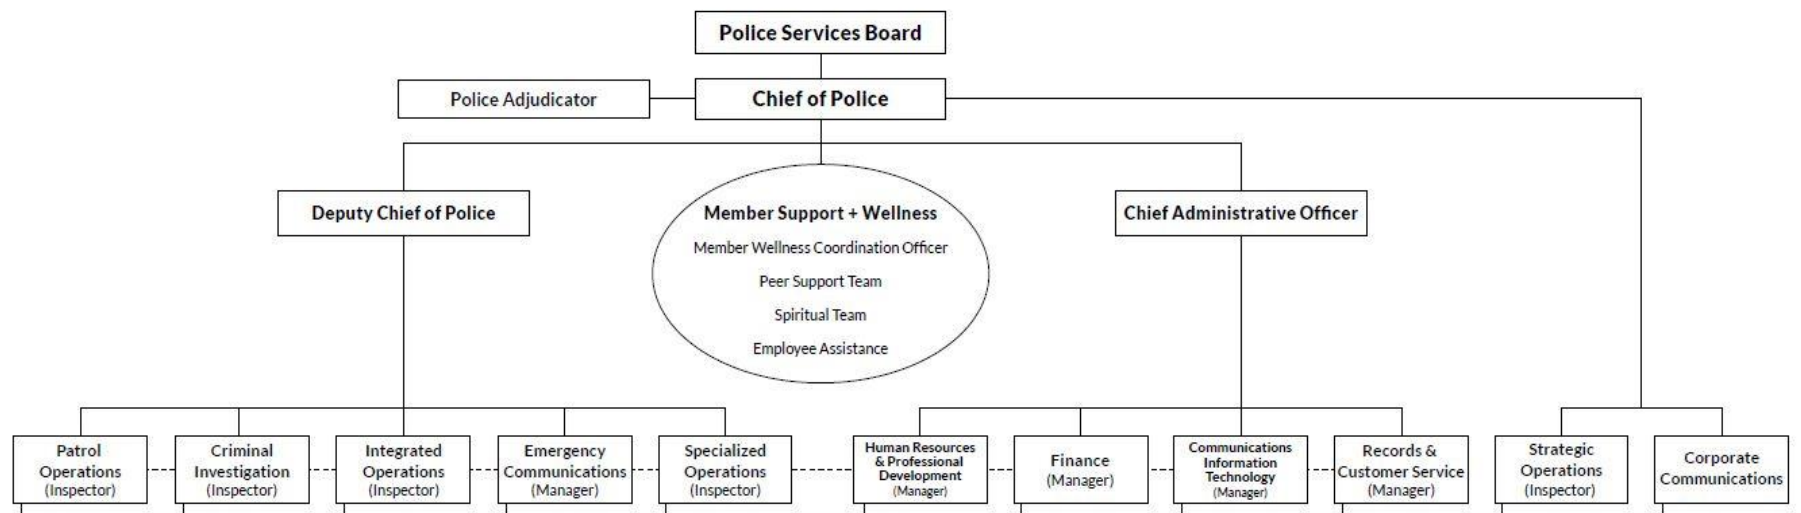 Police Services Board
Police Adjudicator
Chief of Police
Deputy Chief of Police
Member Support + Wellness
Member Wellness Coordination Officer
Peer Support Team
Spiritual Team
Employee Assistance
Chief Administrative Officer
Patrol
Operations
(Inspector)
Criminal
Investigation
(Inspector)
Integrated
Operations
(Inspector)
Emergency
Communications
(Manager)
Specialized
Operations
(Inspector)
Human Resources
& Professional
Development
(Manager)
Finance
(Manager)
Communications
Information
Technology
(Manager)
Records &
Customer Service
(Manager)
Strategic
Operations
(Inspector)
Corporate
Communications